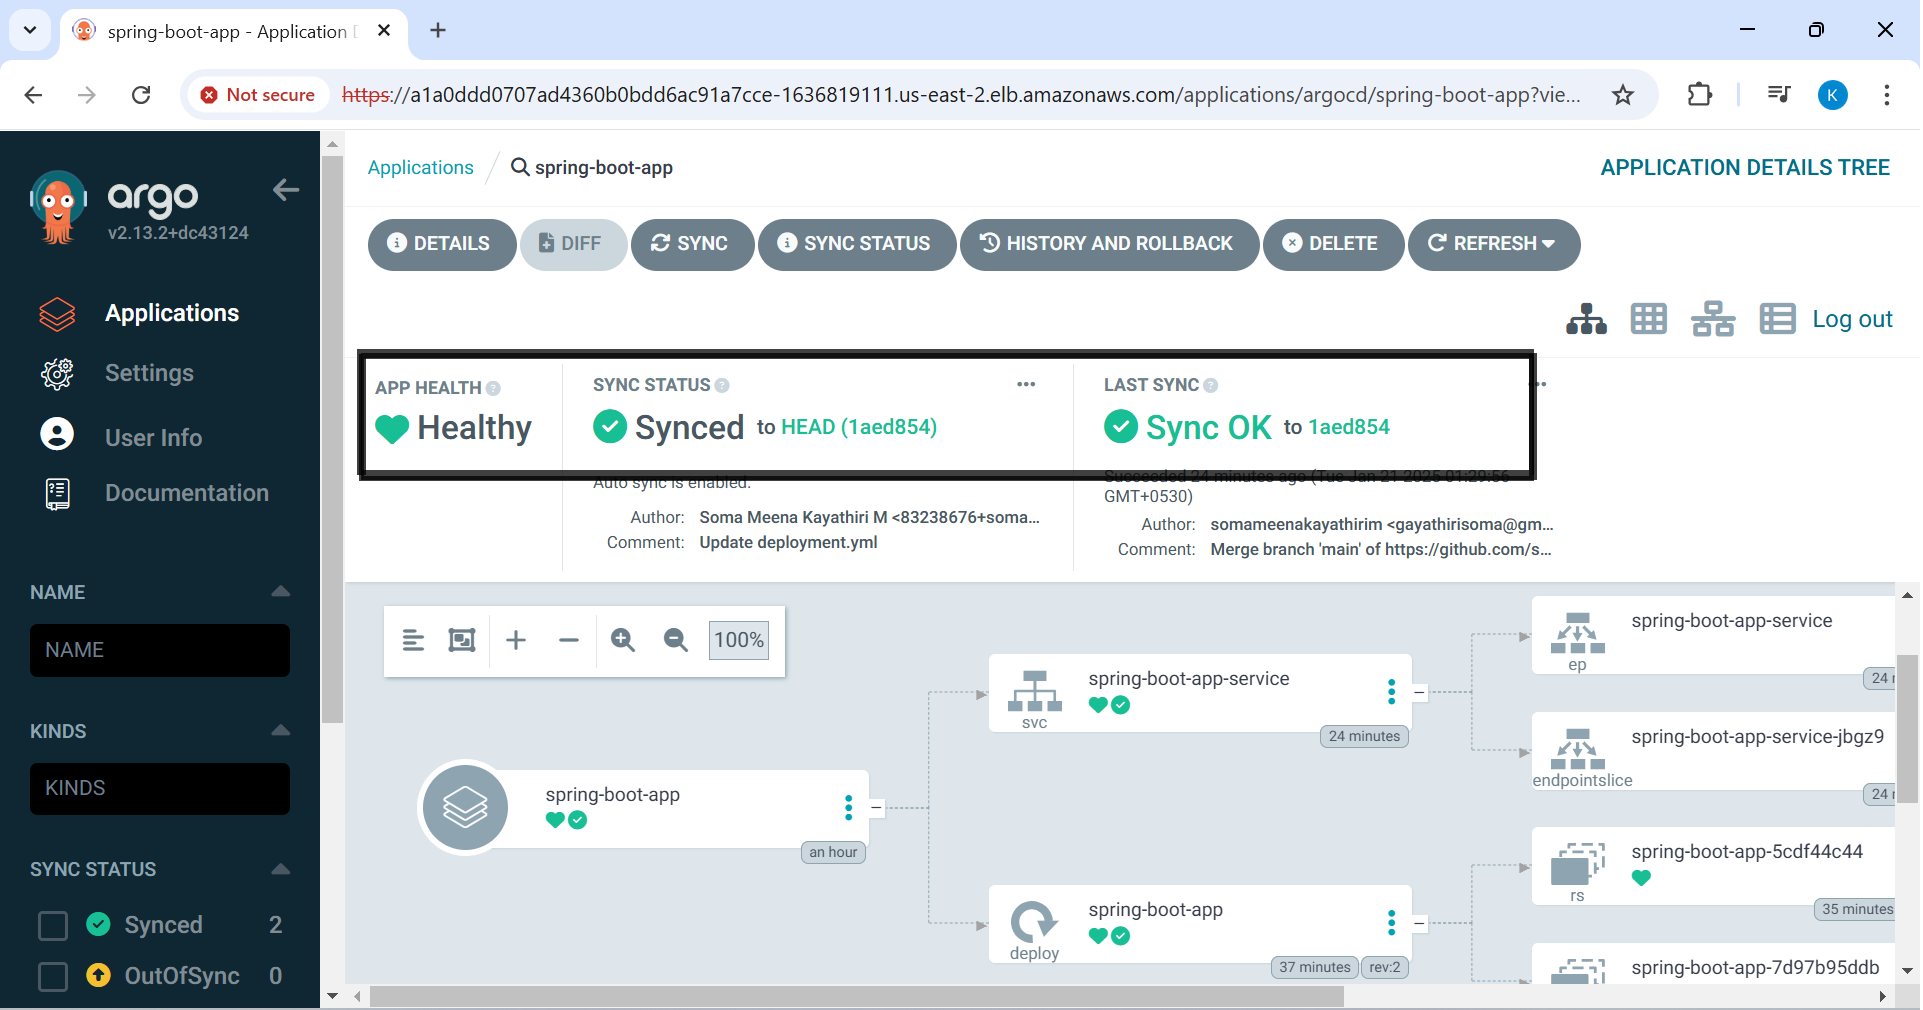 spring-boot-app - Application
Not secure
https://a1a0ddd0707ad4360b0bdd6ac91a7cce-1636819111.us-east-2.elb.amazonaws.com/applications/argocd/spring-boot-app?vie...
K
argo
v2.13.2+dc43124
Applications
Settings
User Info
Documentation
NAME
NAME
KINDS
KINDS
SYNC STATUS
Synced 2
OutOfSync 0
Applications / spring-boot-app
APPLICATION DETAILS TREE
DETAILS
DIFF
SYNC
SYNC STATUS
HISTORY AND ROLLBACK
DELETE
REFRESH
Log out
APP HEALTH
Healthy
SYNC STATUS
Synced to HEAD (1aed854)
Auto sync is enabled.
Author: Soma Meena Kayathiri M <83238676+soma...
Comment: Update deployment.yml
LAST SYNC
Sync OK to 1aed854
Succeeded 24 minutes ago (Tue Jan 21 2025 01:29:56
GMT+0530)
Author: somameenakayathirim <gayathirisoma@gm...
Comment: Merge branch 'main' of https://github.com/s...
100%
spring-boot-app
an hour
svc
spring-boot-app-service
24 minutes
deploy
spring-boot-app
37 minutes
rev:2
ep
spring-boot-app-service
24
endpointslice
spring-boot-app-service-jbgz9
24
rs
spring-boot-app-5cdf44c44
35 minutes
spring-boot-app-7d97b95ddb